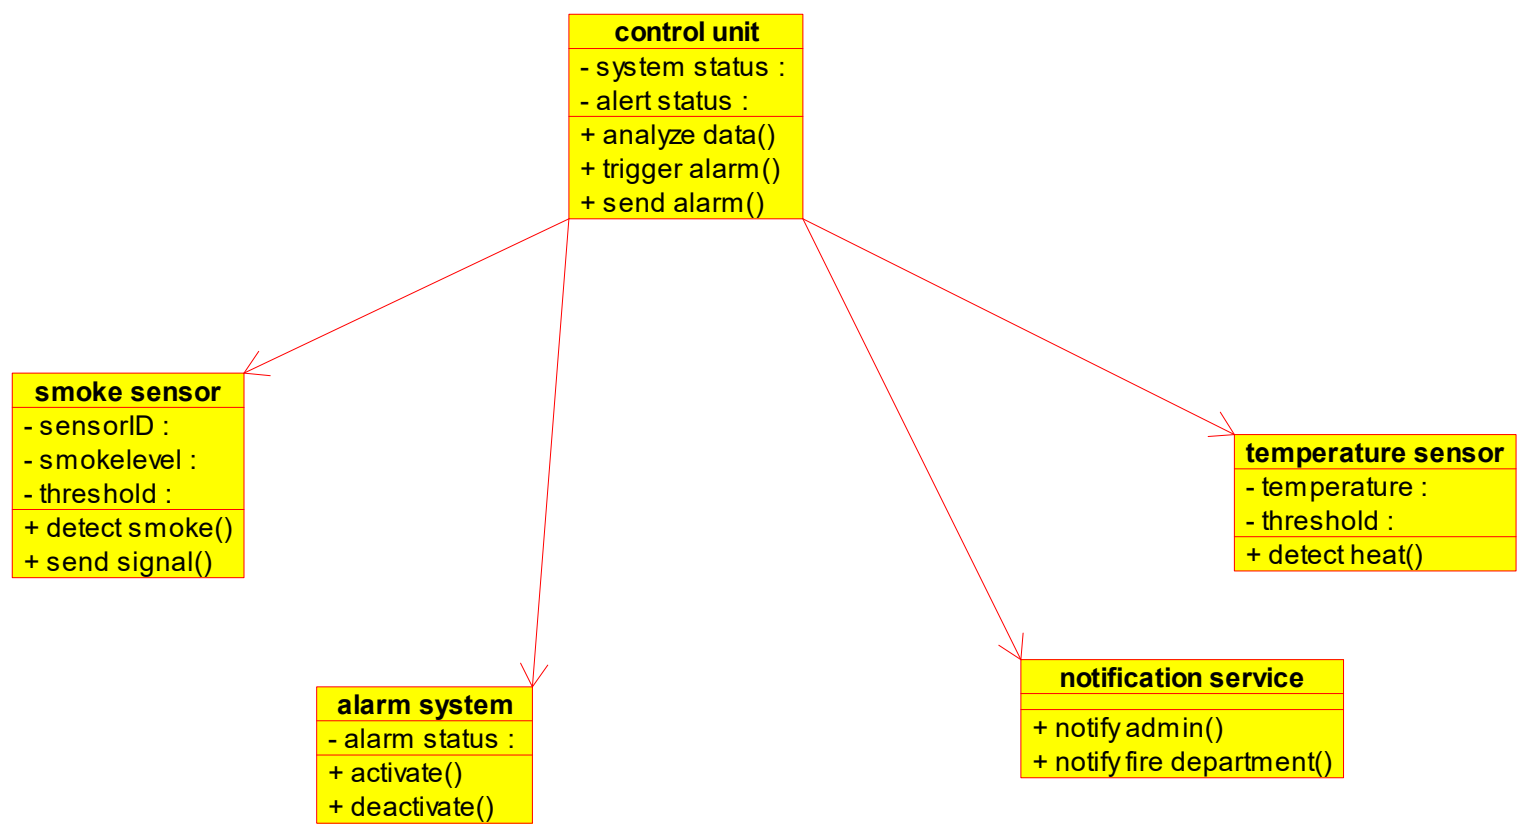 control unit
- system status :
- alert status :
+ analyze data()
+ trigger alarm()
+ send alarm()
smoke sensor
- sensorID :
- smokelevel :
- threshold :
+ detect smoke()
+ send signal()
temperature sensor
- temperature :
- threshold :
+ detect heat()
alarm system
- alarm status :
+ activate()
+ deactivate()
notification service
+ notify admin()
+ notify fire department()